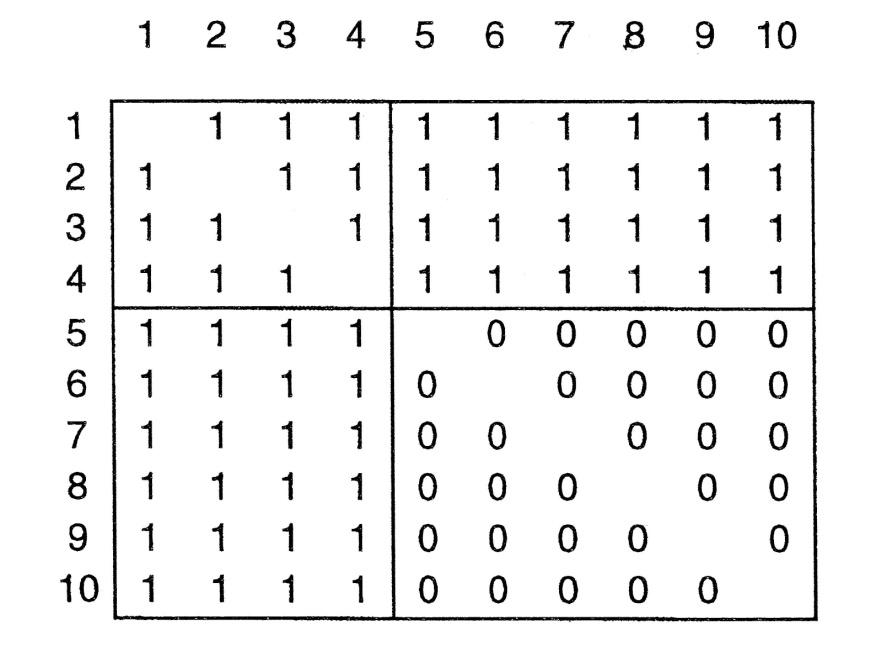 1 2 3 4 5 6 7 8 9 10
1 1 1 1 1 1 1 1 1 1
2 1 1 1 1 1 1 1 1 1
3 1 1 1 1 1 1 1 1 1
4 1 1 1 1 1 1 1 1 1
5 1 1 1 1 0 0 0 0 0
6 1 1 1 1 0 0 0 0 0
7 1 1 1 1 0 0 0 0 0
8 1 1 1 1 0 0 0 0 0
9 1 1 1 1 0 0 0 0 0
10 1 1 1 1 0 0 0 0 0